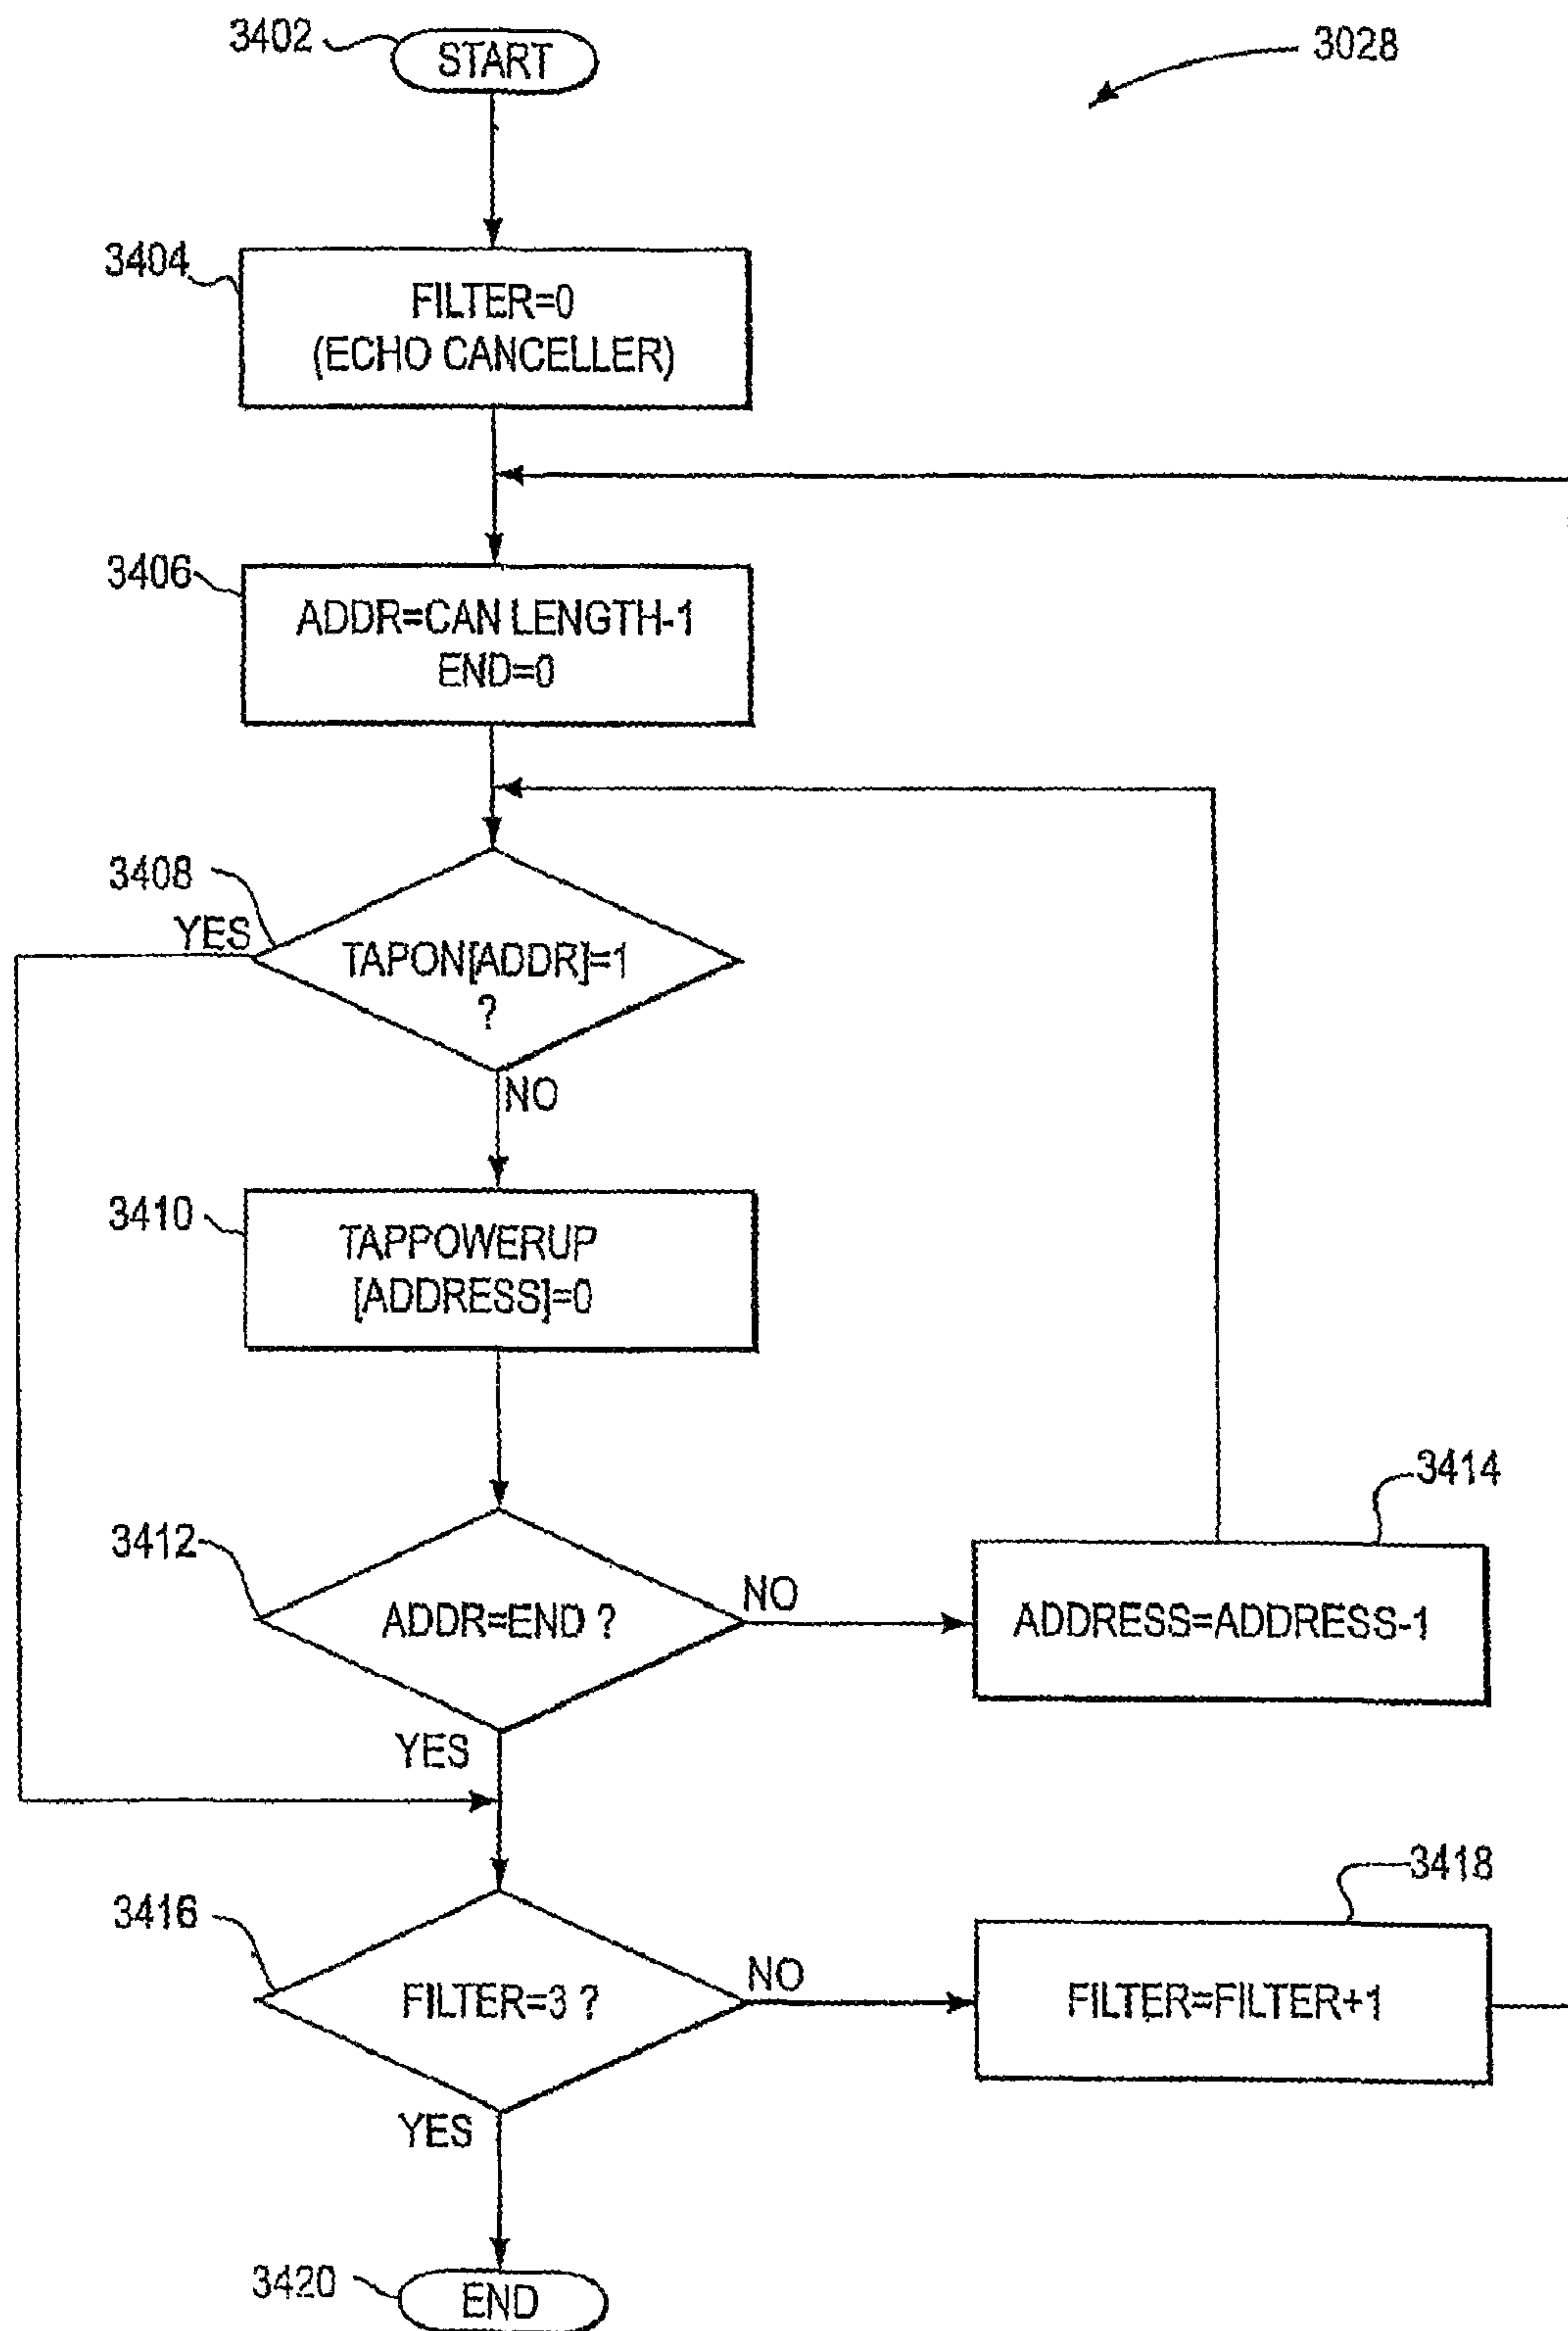 3402
START
3028
3404
FILTER=0
(ECHO CANCELLER)
3406
ADDR=CAN LENGTH-1
END=0
3408
YES
TAPON[ADDR]=1
?
NO
3410
TAPPOWERUP
[ADDRESS]=0
3412
ADDR=END ?
NO
3414
ADDRESS=ADDRESS-1
YES
3416
FILTER=3 ?
NO
3418
FILTER=FILTER+1
YES
3420
END